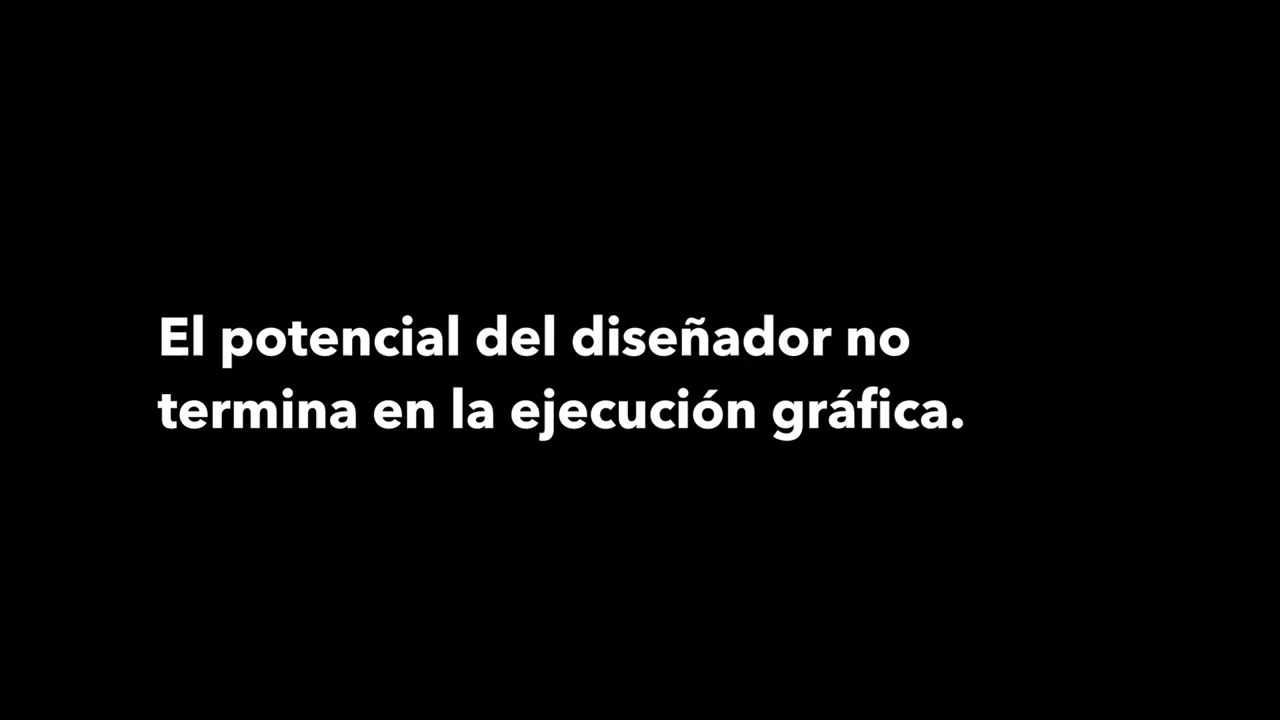 El potencial del diseñador no
termina en la ejecución gráfica.